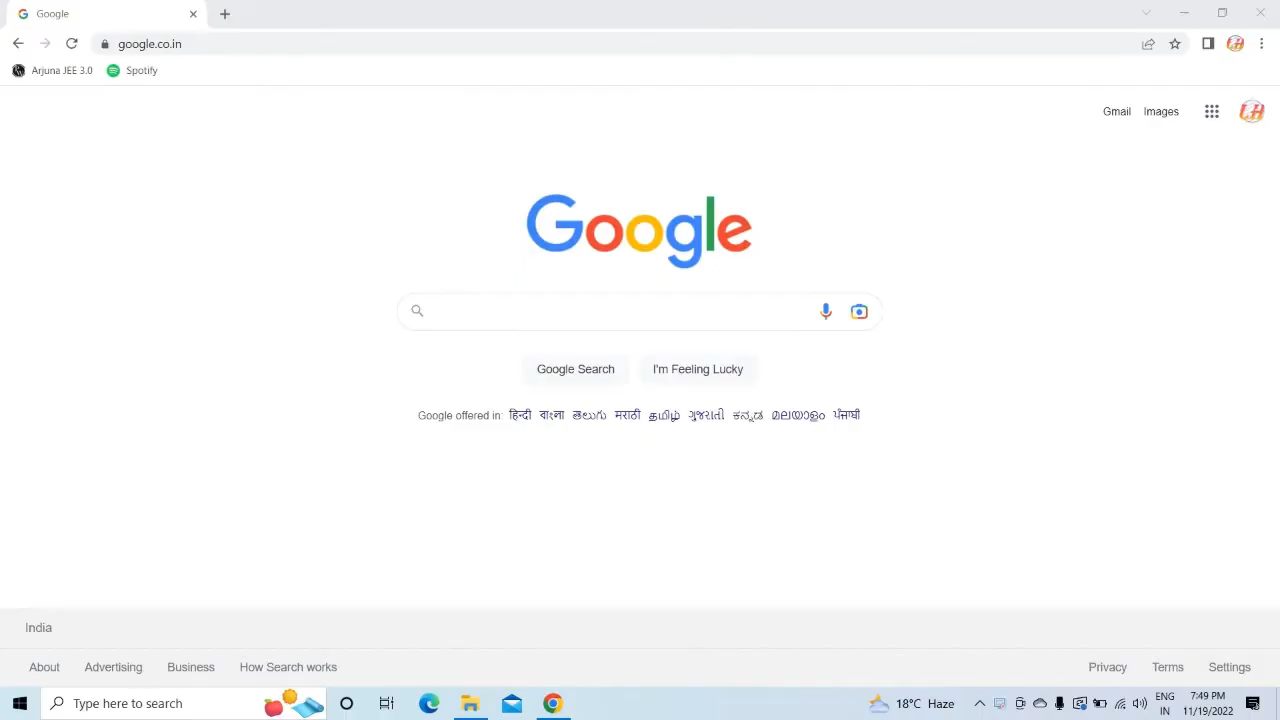 Google
google.co.in
Arjuna JEE 3.0 Spotify
Gmail Images LH
Google
Google Search I'm Feeling Lucky
Google offered in: हिन्दी বাংলা తెలుగు मराठी தமிழ் ગુજરાતી ಕನ್ನಡ മലയാളം ਪੰਜਾਬੀ
India
About Advertising Business How Search works Privacy Terms Settings
Type here to search 18°C Haze ENG 7:49 PM
IN 11/19/2022